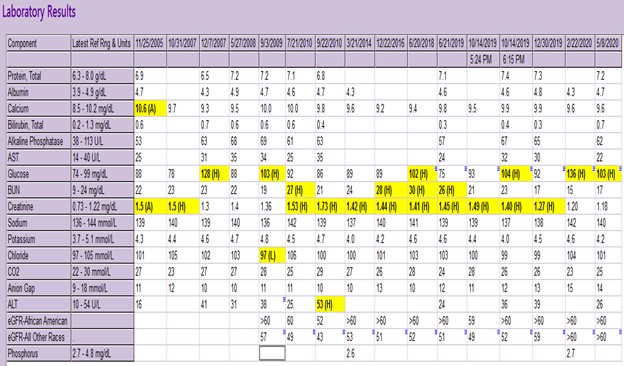 Laboratory Results
Component Latest Ref Rng & Units 11/25/2005 10/31/2007 12/7/2007 5/27/2008 9/3/2009 7/21/2010 9/22/2010 3/21/2014 12/22/2016 6/20/2018 6/21/2019 10/14/2019 10/14/2019 12/30/2019 2/22/2020 5/8/2020
5:24 PM 6:15 PM
Protein, Total 6.3 - 8.0 g/dL 6.9 6.5 7.2 7.2 7.1 6.8 7.1 7.4 7.3 7.2
Albumin 3.9 - 4.9 g/dL 4.7 4.3 4.9 4.7 4.6 4.7 4.3 4.6 4.6 4.8 4.3 4.7
Calcium 8.5 - 10.2 mg/dL 10.6 (A) 9.7 9.3 9.5 10.0 10.0 9.8 9.6 9.2 9.4 9.8 9.5 9.9 9.9 9.6 9.6
Bilirubin, Total 0.2 - 1.3 mg/dL 0.6 0.7 0.6 0.6 0.6 0.4 0.3 0.4 0.3 0.7
Alkaline Phosphatase 38 - 113 U/L 53 63 68 69 61 63 57 67 65 62
AST 14 - 40 U/L 25 31 35 34 25 35 24 32 30 22
Glucose 74 - 99 mg/dL 88 78 128 (H) 88 103 (H) 92 86 89 89 102 (H) 75 93 104 (H) 92 136 (H) 103 (H)
BUN 9 - 24 mg/dL 22 23 23 22 19 27 (H) 21 24 28 (H) 30 (H) 26 (H) 21 23 17 15 17
Creatinine 0.73 - 1.22 mg/dL 1.5 (A) 1.5 (H) 1.3 1.4 1.36 1.53 (H) 1.73 (H) 1.42 (H) 1.44 (H) 1.41 (H) 1.45 (H) 1.49 (H) 1.40 (H) 1.27 (H) 1.20 1.18
Sodium 136 - 144 mmol/L 139 140 139 140 136 142 139 137 140 141 139 139 137 138 142 141
Potassium 3.7 - 5.1 mmol/L 4.3 4.4 4.6 4.7 4.8 4.5 4.7 4.0 4.2 4.6 4.6 4.4 4.0 4.5 4.6 4.2
Chloride 97 - 105 mmol/L 101 105 102 103 97 (L) 106 100 100 101 103 103 100 99 99 104 101
CO2 22 - 30 mmol/L 27 23 27 27 28 25 29 27 26 28 24 28 26 26 23 25
Anion Gap 9 - 18 mmol/L 11 12 10 10 11 11 10 10 13 10 12 11 12 13 15 14
ALT 10 - 54 U/L 16 41 31 38 25 53 (H) 24 36 39 26
eGFR-African American >60 60 52 >60 >60 >60 >60 59 >60 >60 >60 >60
eGFR-All Other Races 57 49 43 53 51 52 51 49 52 59 >60 >60
Phosphorus 2.7 - 4.8 mg/dL 2.6 2.7